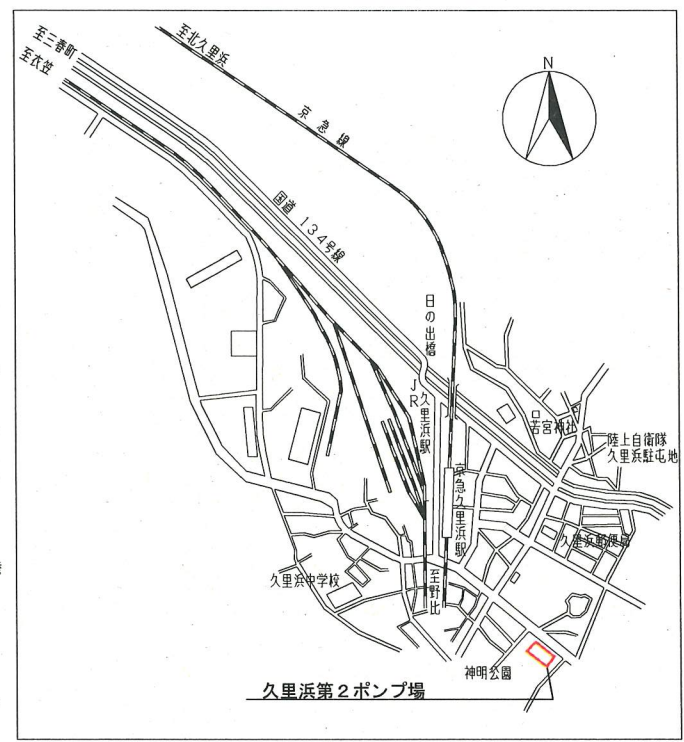 至三春町
至衣笠
至北久里浜
京急線
N
国道134号線
日の出橋
JR久里浜駅
若宮神社
陸上自衛隊
久里浜駐屯地
京急久里浜駅
久里浜郵便局
久里浜中学校
至野比
神明公園
久里浜第2ポンプ場